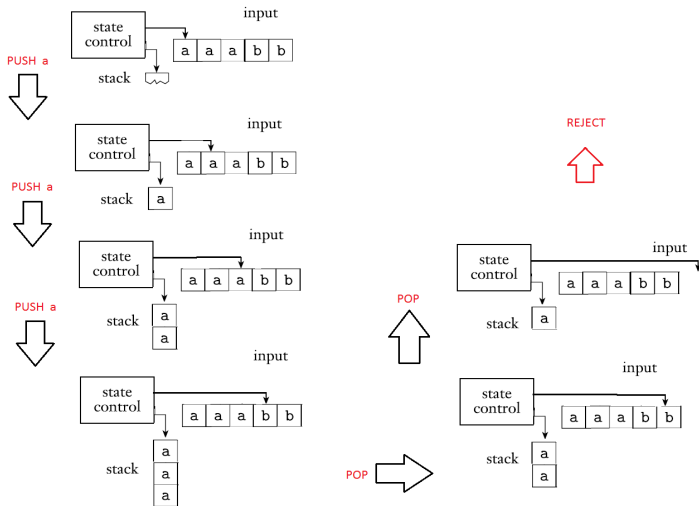 input
state
control
a a a b b
PUSH a
stack
input
state
control
a a a b b
PUSH a
stack
a
input
state
control
a a a b b
PUSH a
stack
a
a
input
state
control
a a a b b
stack
a
a
a
POP
input
state
control
a a a b b
stack
a
a
POP
input
state
control
a a a b b
stack
a
REJECT